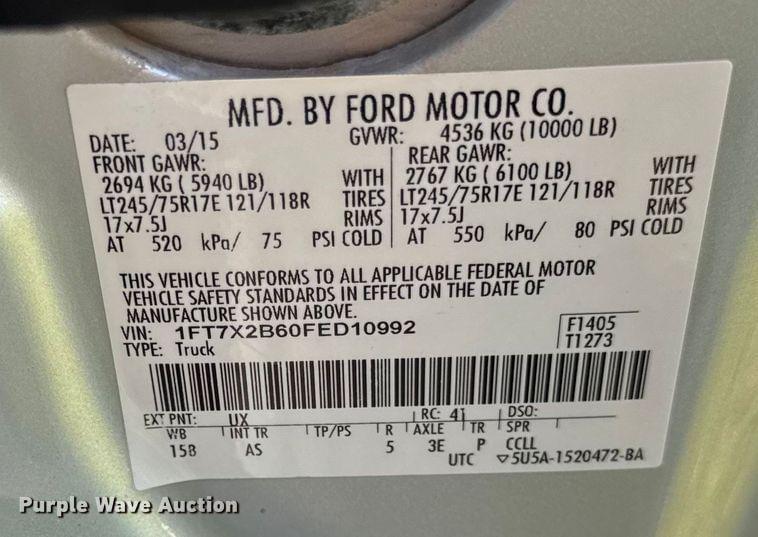 MFD. BY FORD MOTOR CO.
DATE: 03/15 GVWR: 4536 KG (10000 LB)
FRONT GAWR: REAR GAWR:
2694 KG ( 5940 LB) WITH 2767 KG ( 6100 LB) WITH
LT245/75R17E 121/118R TIRES LT245/75R17E 121/118R TIRES
17x7.5J RIMS 17x7.5J RIMS
AT 520 kPa/ 75 PSI COLD AT 550 kPa/ 80 PSI COLD
THIS VEHICLE CONFORMS TO ALL APPLICABLE FEDERAL MOTOR
VEHICLE SAFETY STANDARDS IN EFFECT ON THE DATE OF
MANUFACTURE SHOWN ABOVE.
VIN: 1FT7X2B60FED10992 F1405
TYPE: Truck T1273
EXT PNT: UX RC: 41 DSO:
WB INT TR TP/PS R AXLE TR SPR
158 AS 5 3E P CCLL
UTC ▽5U5A-1520472-BA
Purple Wave Auction